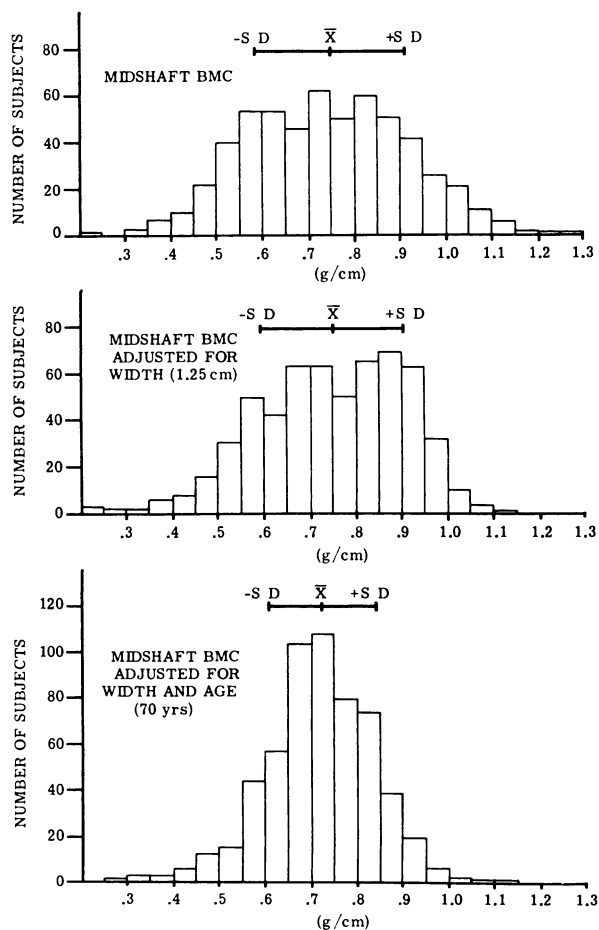 -S D X̅ +S D
MIDSHAFT BMC
NUMBER OF SUBJECTS
80
60
40
20
0
.3 .4 .5 .6 .7 .8 .9 1.0 1.1 1.2 1.3
(g/cm)
-S D X̅ +S D
MIDSHAFT BMC
ADJUSTED FOR
WIDTH (1.25 cm)
NUMBER OF SUBJECTS
80
60
40
20
0
.3 .4 .5 .6 .7 .8 .9 1.0 1.1 1.2 1.3
(g/cm)
-S D X̅ +S D
MIDSHAFT BMC
ADJUSTED FOR
WIDTH AND AGE
(70 yrs)
NUMBER OF SUBJECTS
120
100
80
60
40
20
0
.3 .4 .5 .6 .7 .8 .9 1.0 1.1 1.2 1.3
(g/cm)